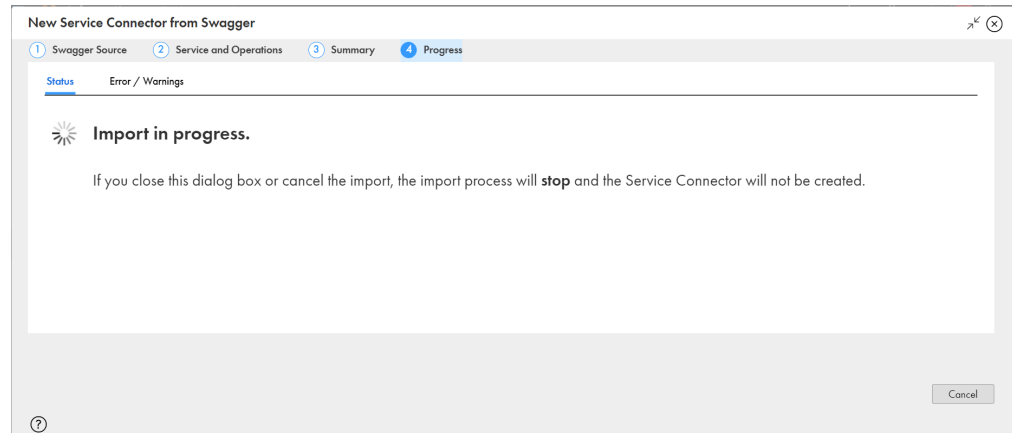 New Service Connector from Swagger
1 Swagger Source 2 Service and Operations 3 Summary 4 Progress
Status Error / Warnings
Import in progress.
If you close this dialog box or cancel the import, the import process will stop and the Service Connector will not be created.
Cancel
?